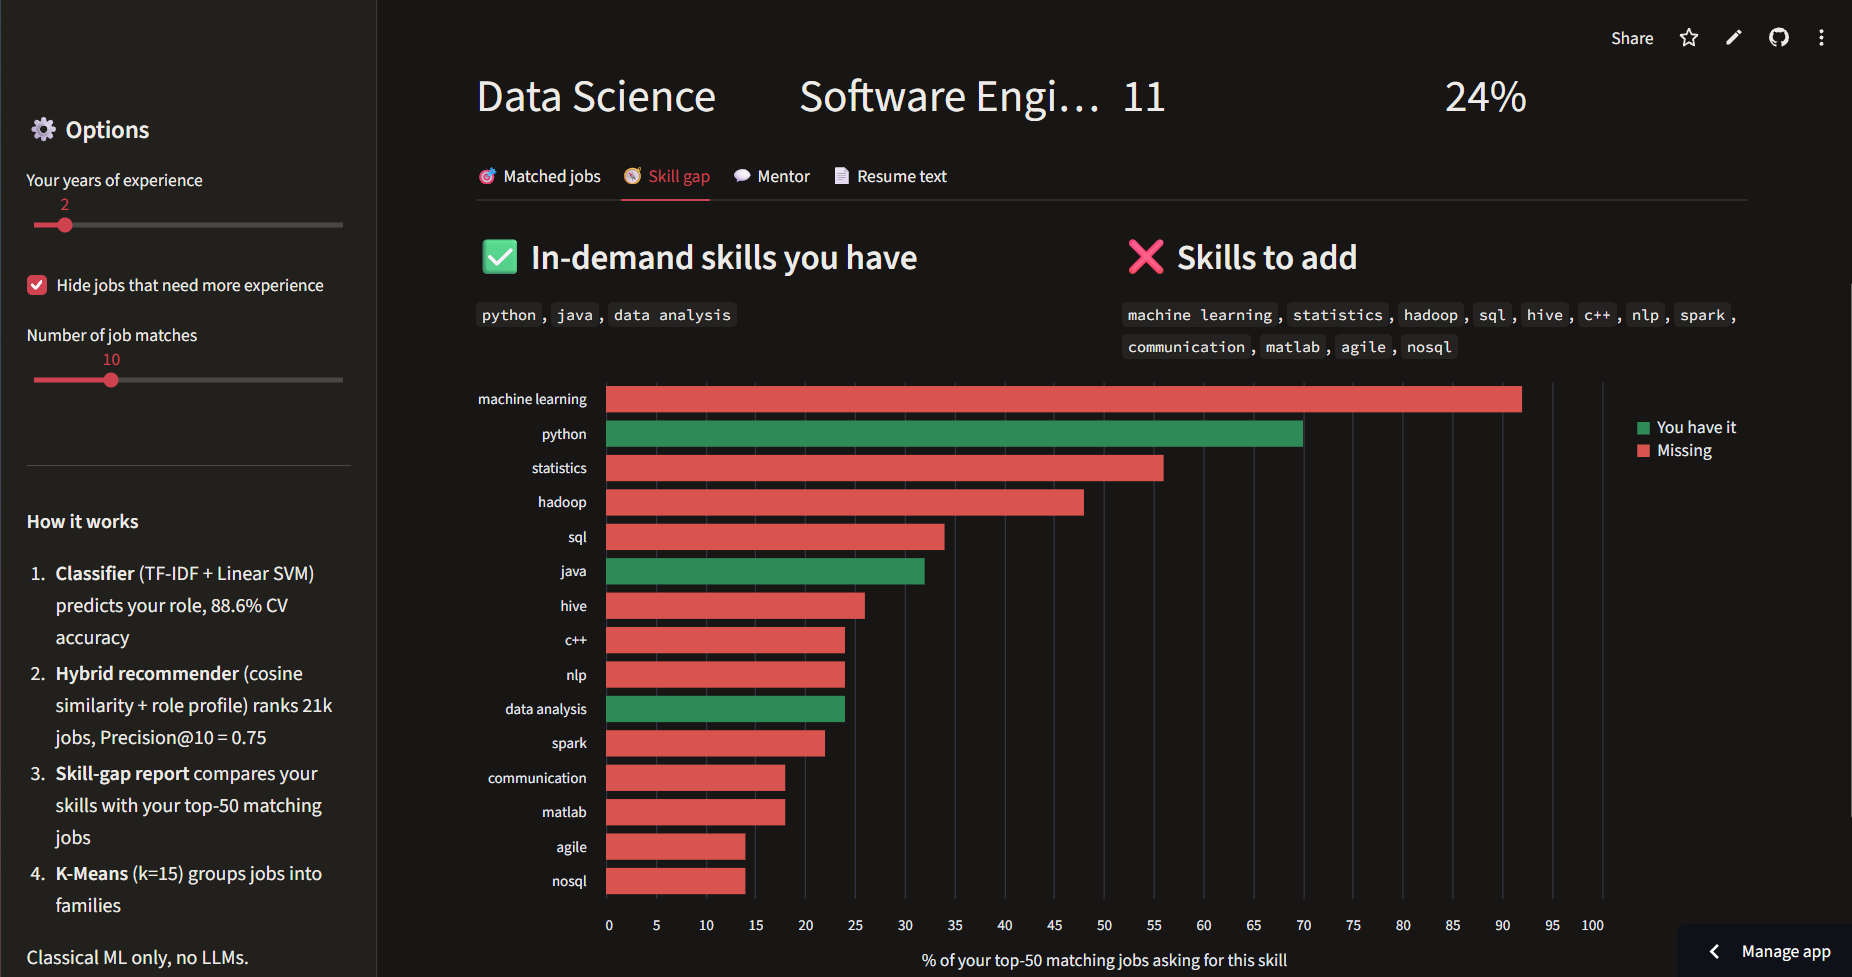 Share
Options
Your years of experience
2
Hide jobs that need more experience
Number of job matches
10
How it works
1. Classifier (TF-IDF + Linear SVM)
predicts your role, 88.6% CV
accuracy
2. Hybrid recommender (cosine
similarity + role profile) ranks 21k
jobs, Precision@10 = 0.75
3. Skill-gap report compares your
skills with your top-50 matching
jobs
4. K-Means (k=15) groups jobs into
families
Classical ML only, no LLMs.
Data Science Software Engi... 11 24%
Matched jobs Skill gap Mentor Resume text
In-demand skills you have
python, java, data analysis
Skills to add
machine learning, statistics, hadoop, sql, hive, c++, nlp, spark,
communication, matlab, agile, nosql
machine learning
python
statistics
hadoop
sql
java
hive
c++
nlp
data analysis
spark
communication
matlab
agile
nosql
0 5 10 15 20 25 30 35 40 45 50 55 60 65 70 75 80 85 90 95 100
% of your top-50 matching jobs asking for this skill
You have it
Missing
Manage app